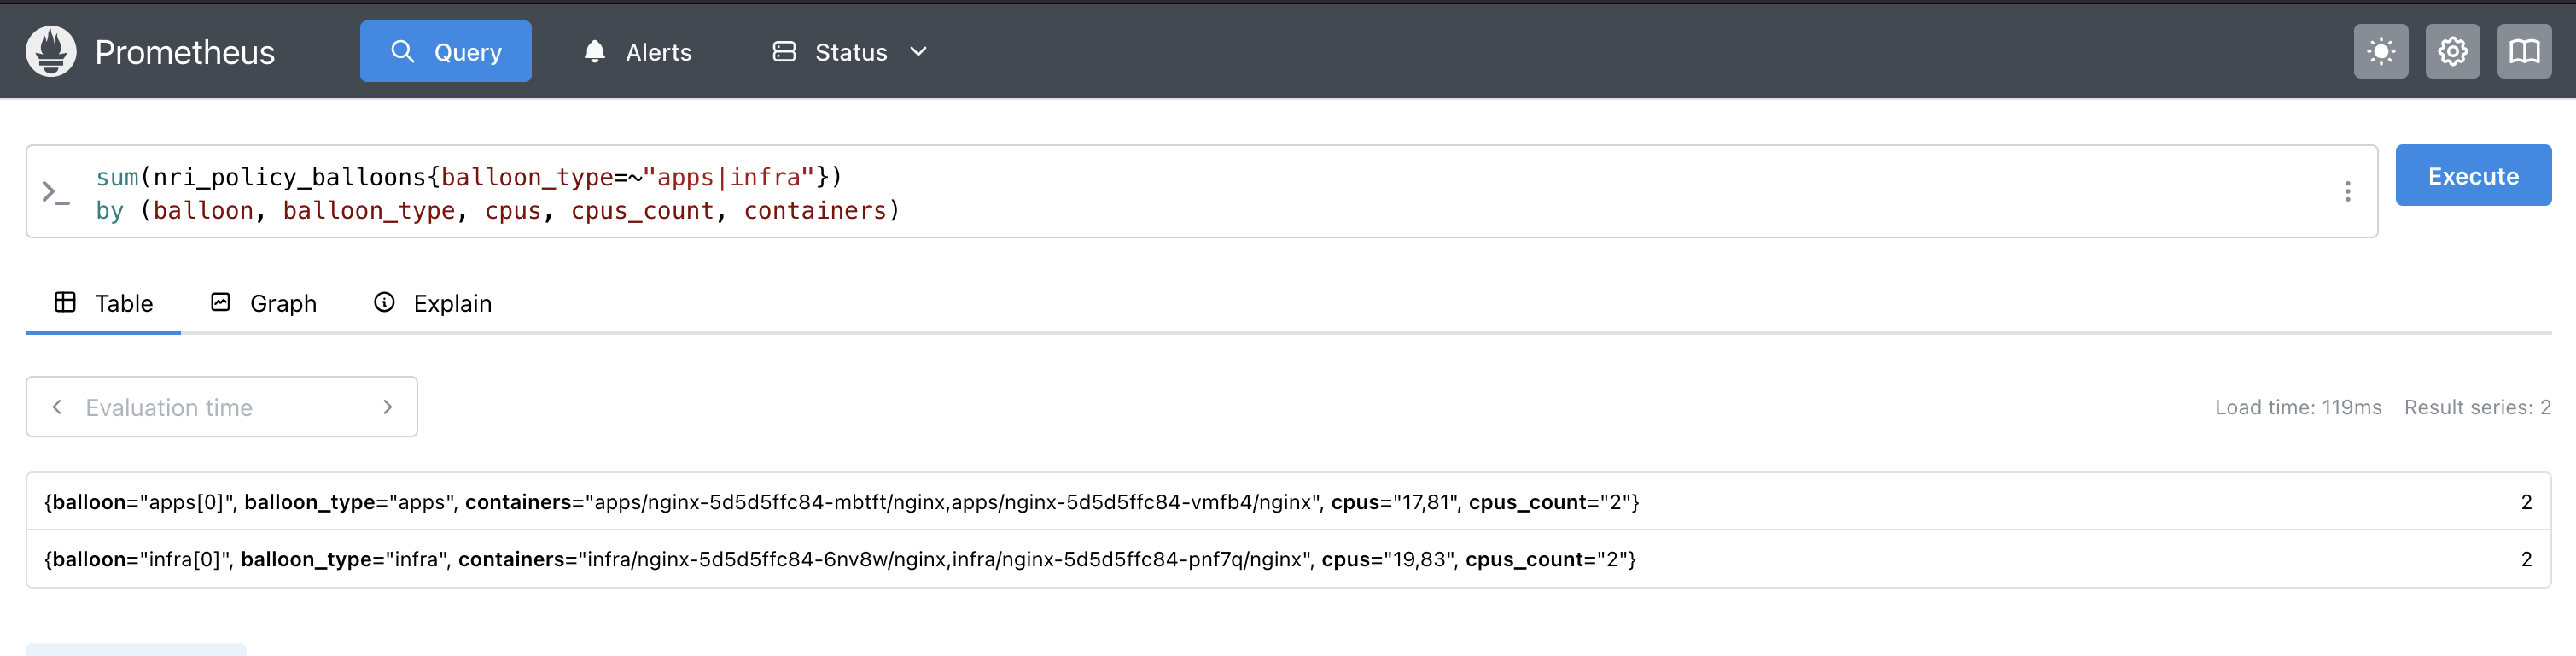 Prometheus
Query
Alerts
Status
sum(nri_policy_balloons{balloon_type=~"apps|infra"})
by (balloon, balloon_type, cpus, cpus_count, containers)
Execute
Table
Graph
Explain
Evaluation time
Load time: 119ms
Result series: 2
{balloon="apps[0]", balloon_type="apps", containers="apps/nginx-5d5d5ffc84-mbtft/nginx,apps/nginx-5d5d5ffc84-vmfb4/nginx", cpus="17,81", cpus_count="2"} 2
{balloon="infra[0]", balloon_type="infra", containers="infra/nginx-5d5d5ffc84-6nv8w/nginx,infra/nginx-5d5d5ffc84-pnf7q/nginx", cpus="19,83", cpus_count="2"} 2